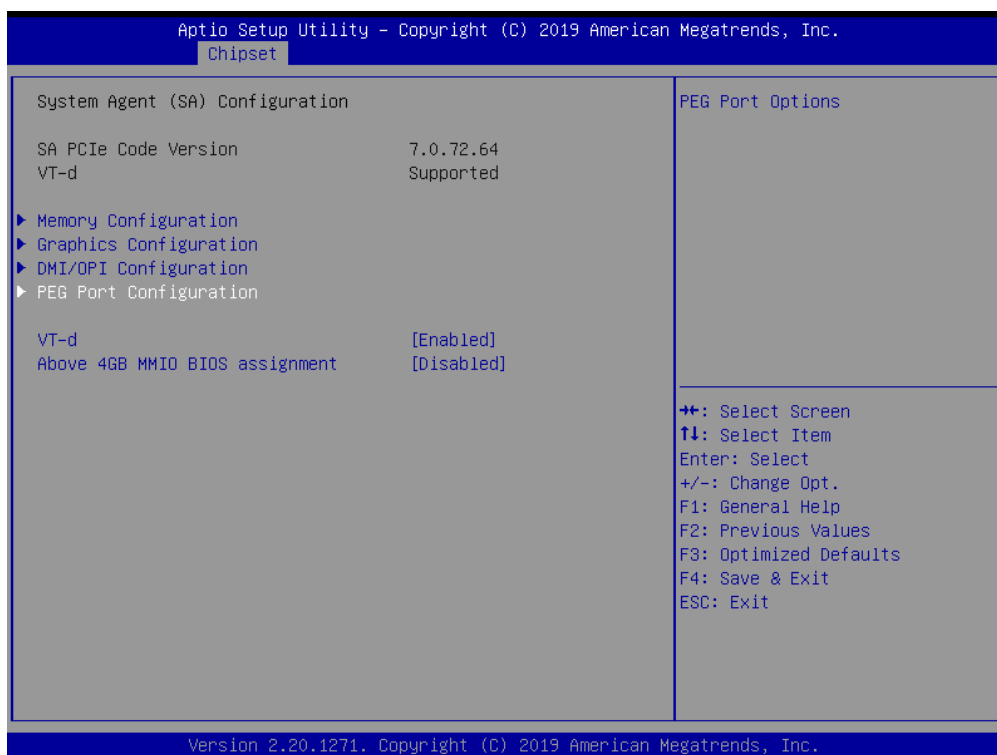 Aptio Setup Utility – Copyright (C) 2019 American Megatrends, Inc.
Chipset
System Agent (SA) Configuration
SA PCIe Code Version 7.0.72.64
VT-d Supported
▶ Memory Configuration
▶ Graphics Configuration
▶ DMI/OPI Configuration
▶ PEG Port Configuration
VT-d [Enabled]
Above 4GB MMIO BIOS assignment [Disabled]
PEG Port Options
→←: Select Screen
↑↓: Select Item
Enter: Select
+/-: Change Opt.
F1: General Help
F2: Previous Values
F3: Optimized Defaults
F4: Save & Exit
ESC: Exit
Version 2.20.1271. Copyright (C) 2019 American Megatrends, Inc.